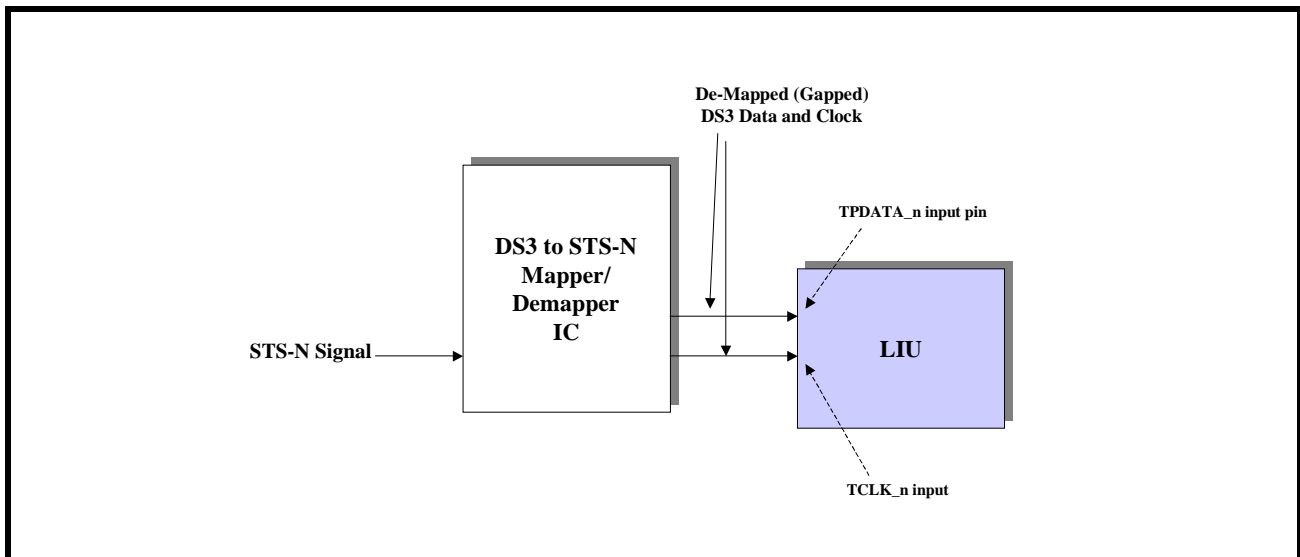 De-Mapped (Gapped)
DS3 Data and Clock
TPDATA_n input pin
DS3 to STS-N
Mapper/
Demapper
IC
STS-N Signal
LIU
TCLK_n input